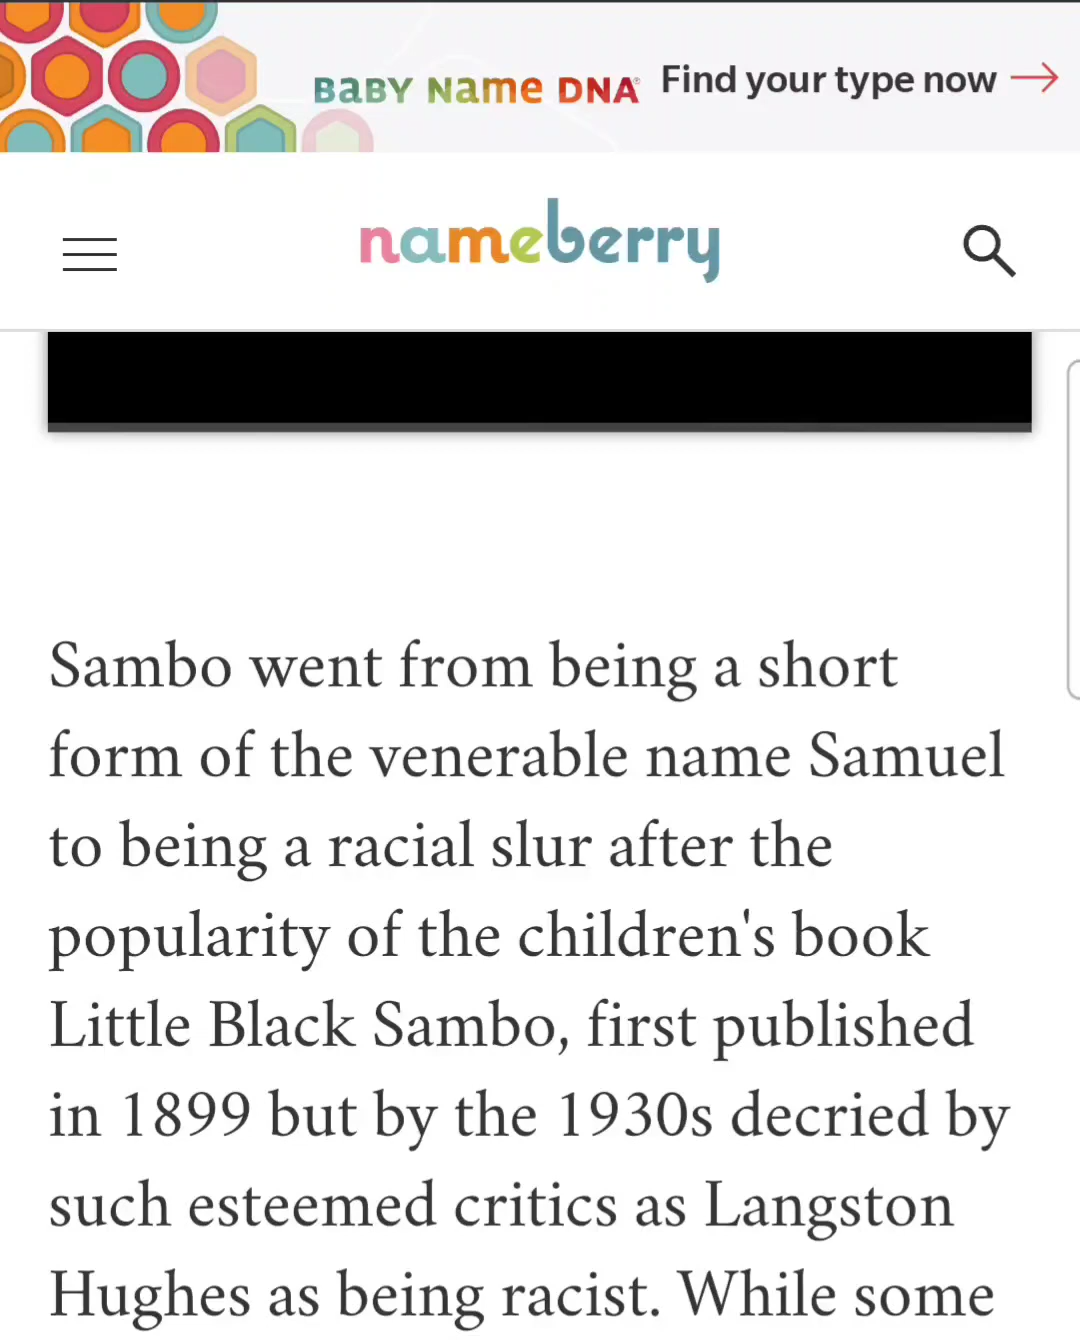 BaBY Name DNA® Find your type now
nameberry
Sambo went from being a short
form of the venerable name Samuel
to being a racial slur after the
popularity of the children's book
Little Black Sambo, first published
in 1899 but by the 1930s decried by
such esteemed critics as Langston
Hughes as being racist. While some